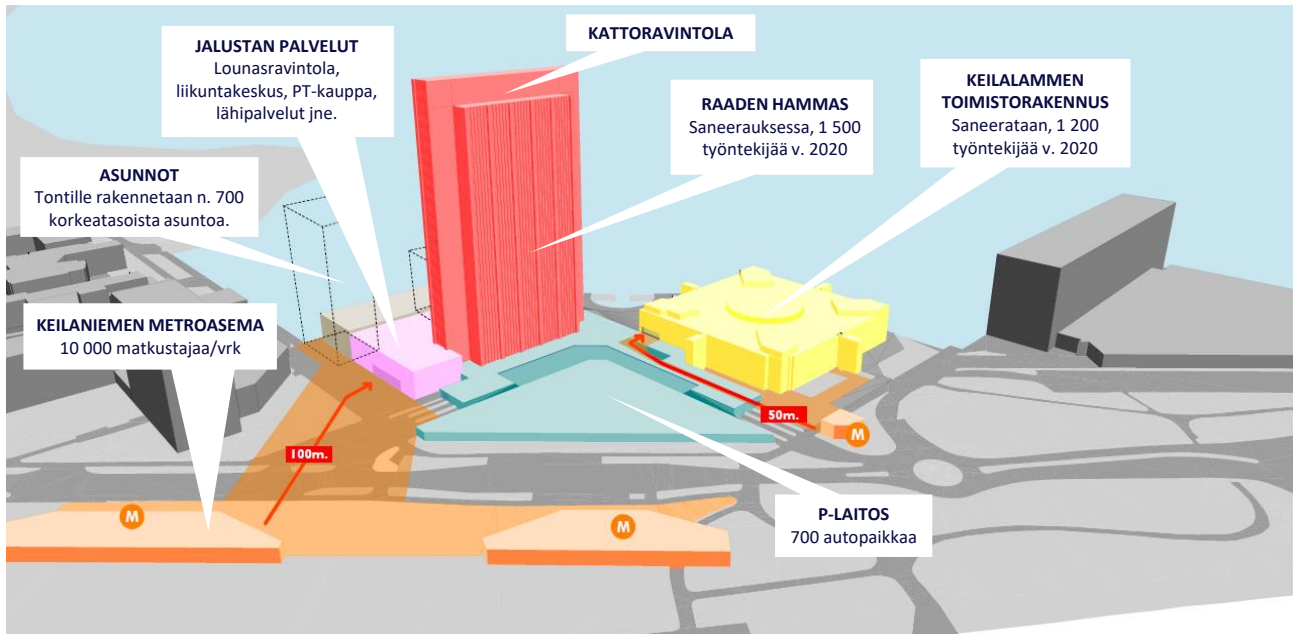 KATTORAVINTOLA
JALUSTAN PALVELUT
Lounasravintola,
liikuntakeskus, PT-kauppa,
lähipalvelut jne.
RAADEN HAMMAS
Saneerauksessa, 1 500
työntekijää v. 2020
KEILALAMMEN
TOIMISTORAKENNUS
Saneerataan, 1 200
työntekijää v. 2020
ASUNNOT
Tontille rakennetaan n. 700
korkeatasoista asuntoa.
KEILANIEMEN METROASEMA
10 000 matkustajaa/vrk
50m.
M
100m.
M
M
P-LAITOS
700 autopaikkaa